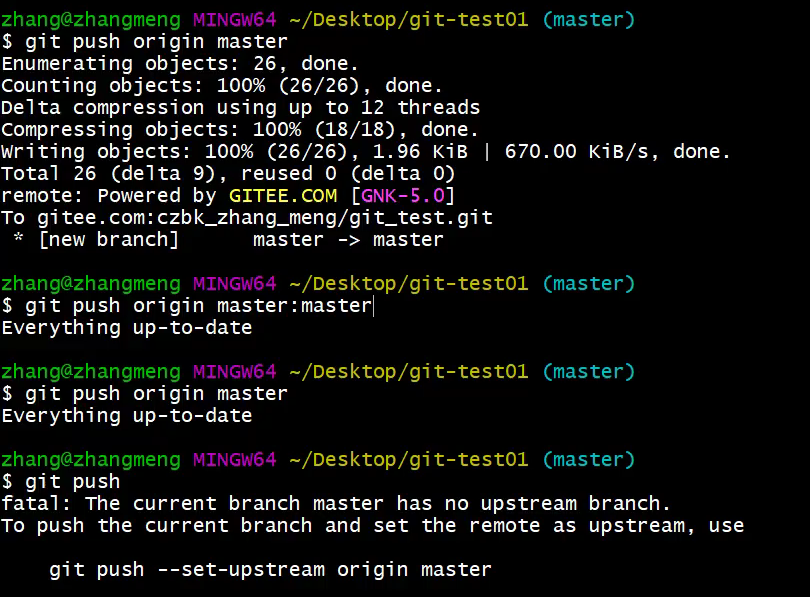 zhang@zhangmeng MINGW64 ~/Desktop/git-test01 (master)
$ git push origin master
Enumerating objects: 26, done.
Counting objects: 100% (26/26), done.
Delta compression using up to 12 threads
Compressing objects: 100% (18/18), done.
Writing objects: 100% (26/26), 1.96 KiB | 670.00 KiB/s, done.
Total 26 (delta 9), reused 0 (delta 0)
remote: Powered by GITEE.COM [GNK-5.0]
To gitee.com:czbk_zhang_meng/git_test.git
 * [new branch]      master -> master
zhang@zhangmeng MINGW64 ~/Desktop/git-test01 (master)
$ git push origin master:master
Everything up-to-date
zhang@zhangmeng MINGW64 ~/Desktop/git-test01 (master)
$ git push origin master
Everything up-to-date
zhang@zhangmeng MINGW64 ~/Desktop/git-test01 (master)
$ git push
fatal: The current branch master has no upstream branch.
To push the current branch and set the remote as upstream, use
    git push --set-upstream origin master